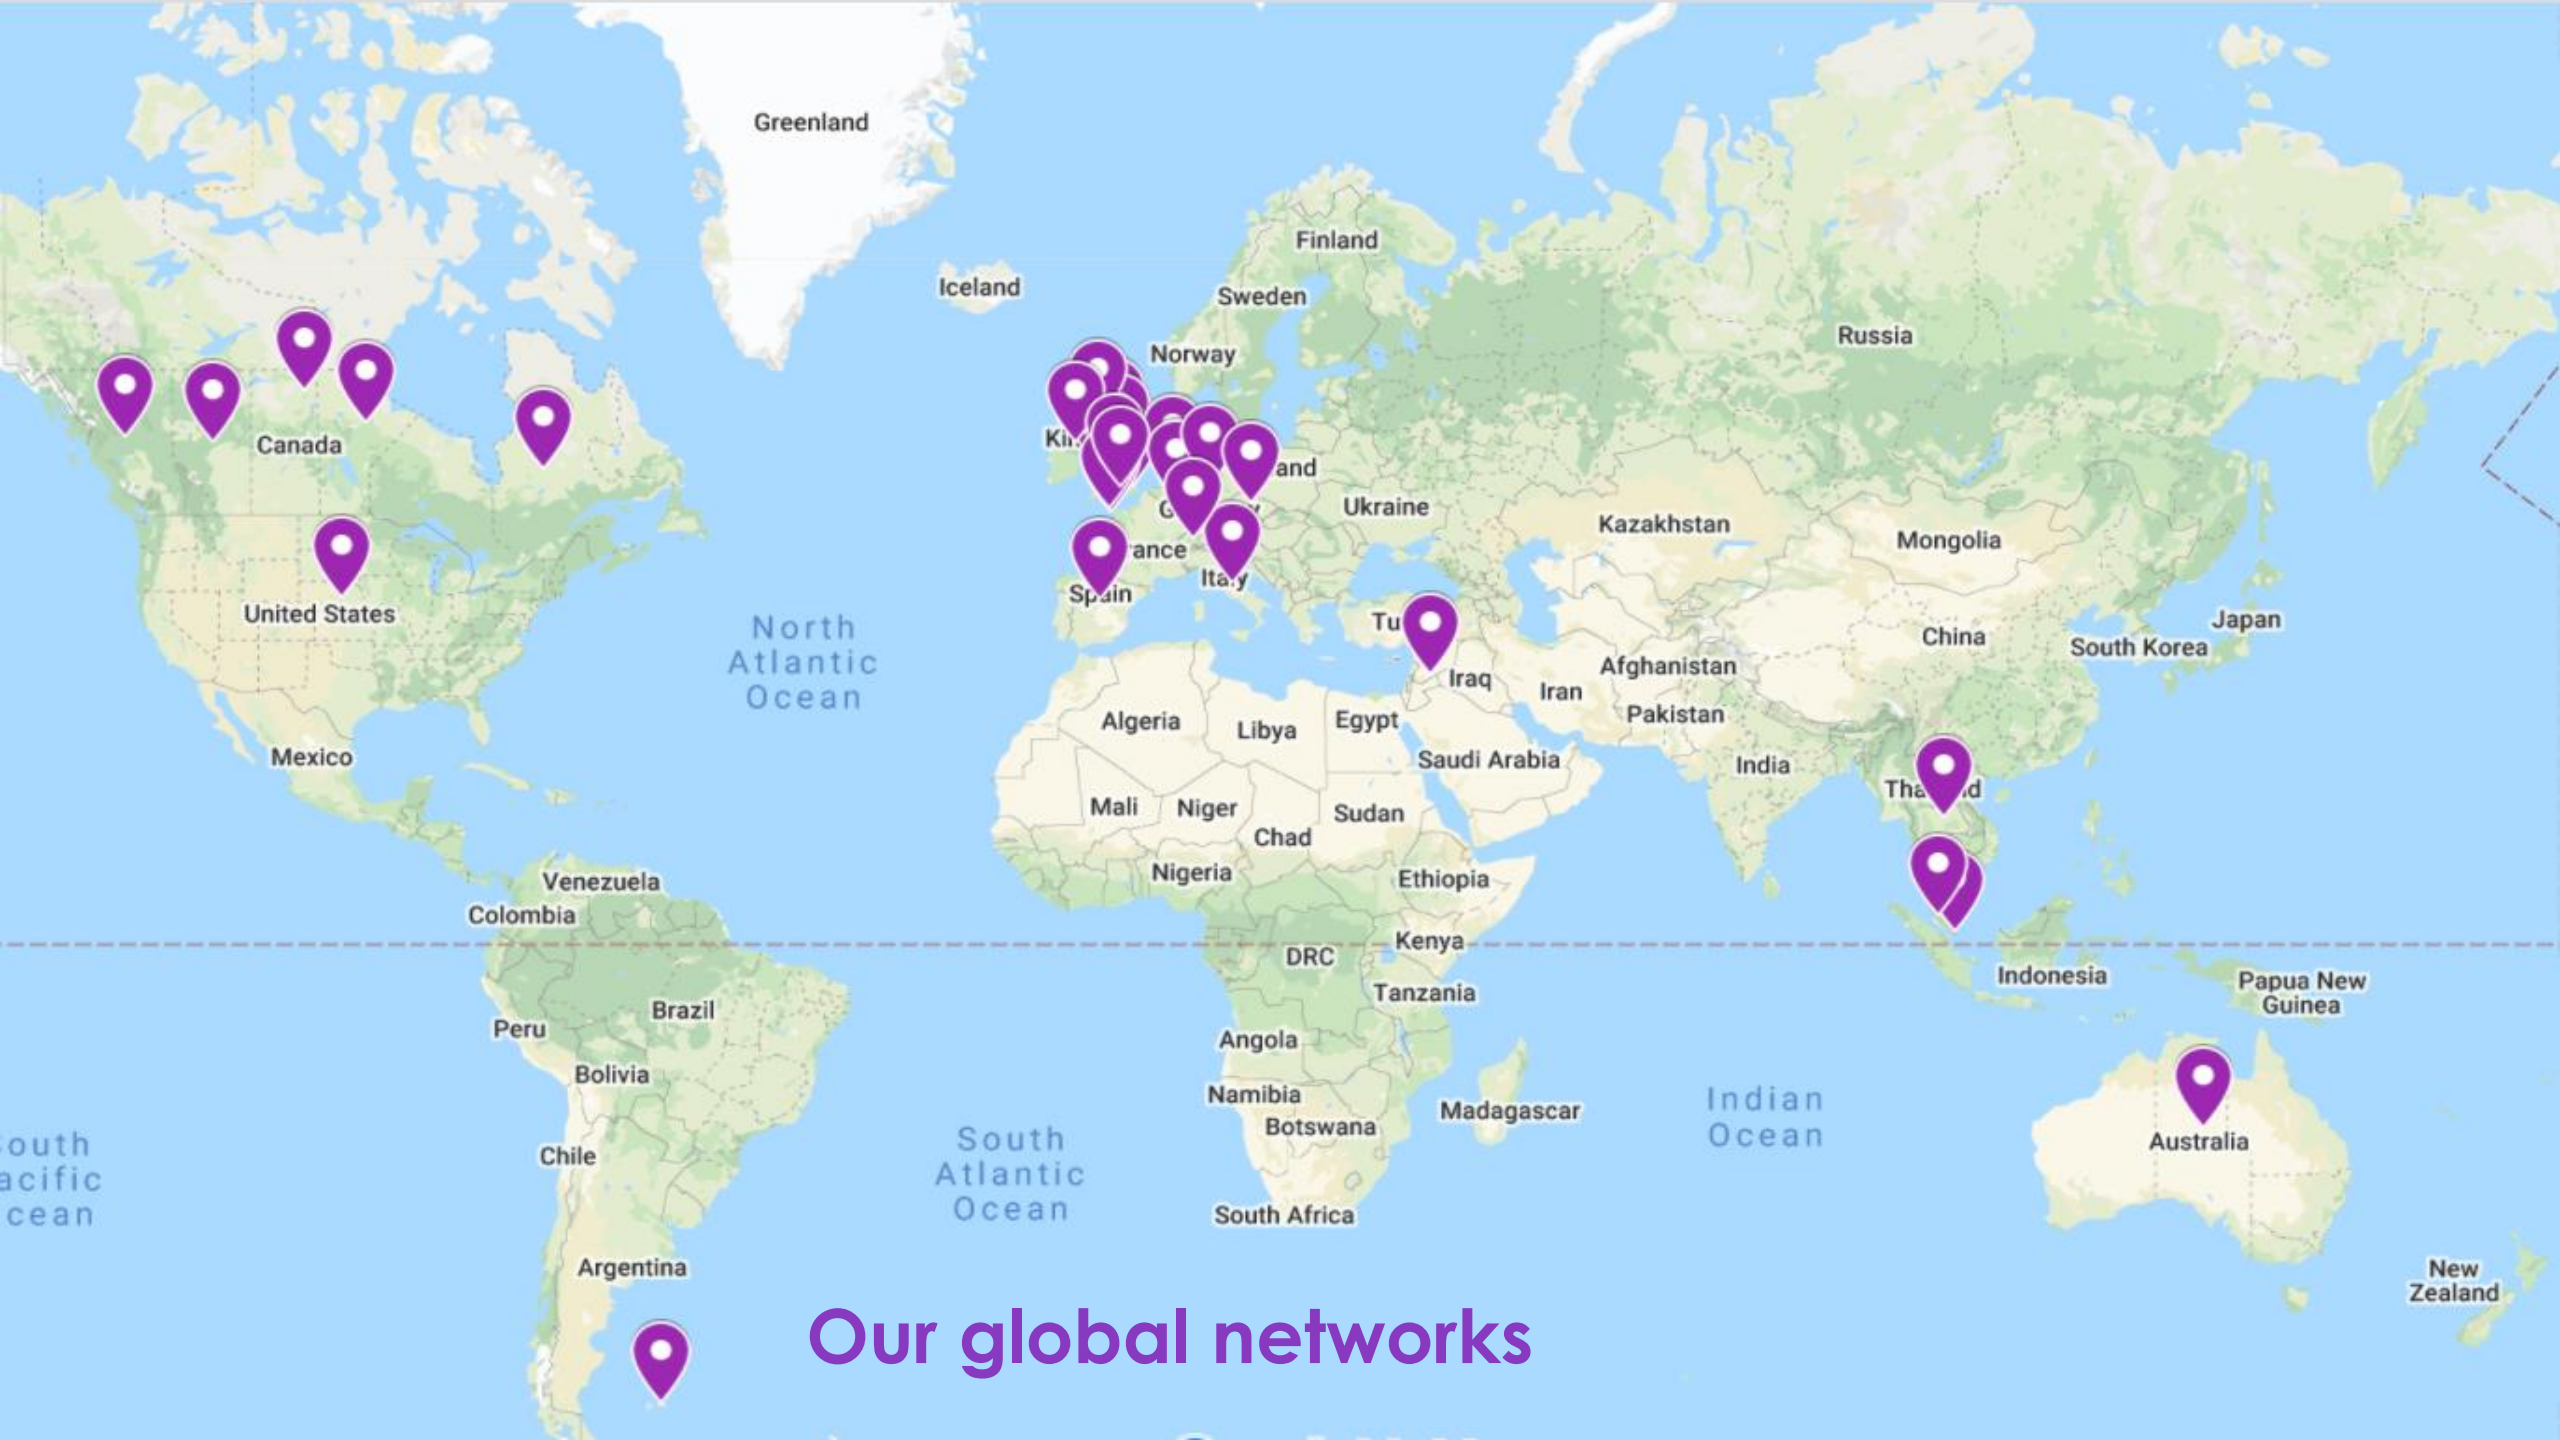 Greenland
Finland
Iceland
Sweden
Norway
Russia
Canada
Ukraine
Kazakhstan
Mongolia
Spain
Italy
United States
North
Atlantic
Ocean
Japan
China
South Korea
Afghanistan
Iraq
Iran
Pakistan
Algeria
Libya
Egypt
Mexico
Saudi Arabia
India
Mali
Niger
Sudan
Chad
Nigeria
Ethiopia
Venezuela
Colombia
Kenya
DRC
Tanzania
Indonesia
Papua New
Guinea
Brazil
Peru
Angola
Bolivia
Namibia
Madagascar
Botswana
Indian
Ocean
Australia
South
Atlantic
Ocean
Chile
South Africa
Argentina
New
Zealand
Our global networks